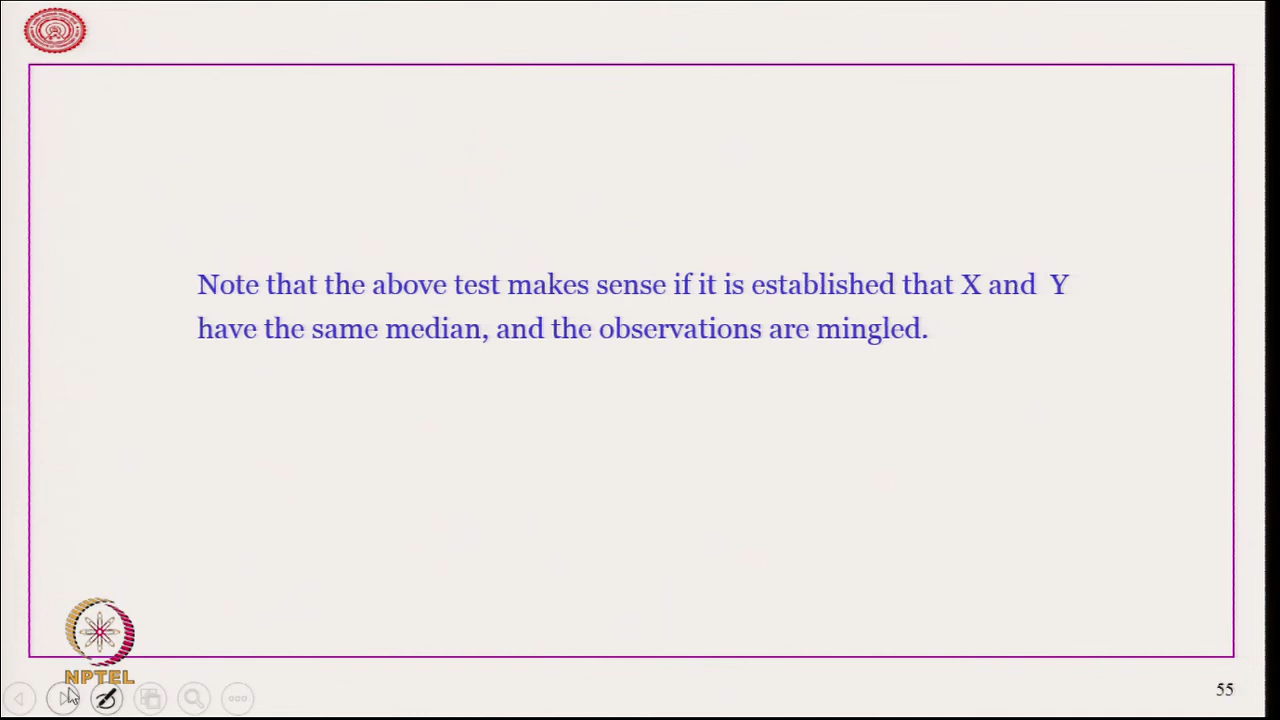 Note that the above test makes sense if it is established that X and Y
have the same median, and the observations are mingled.
NPTEL
55